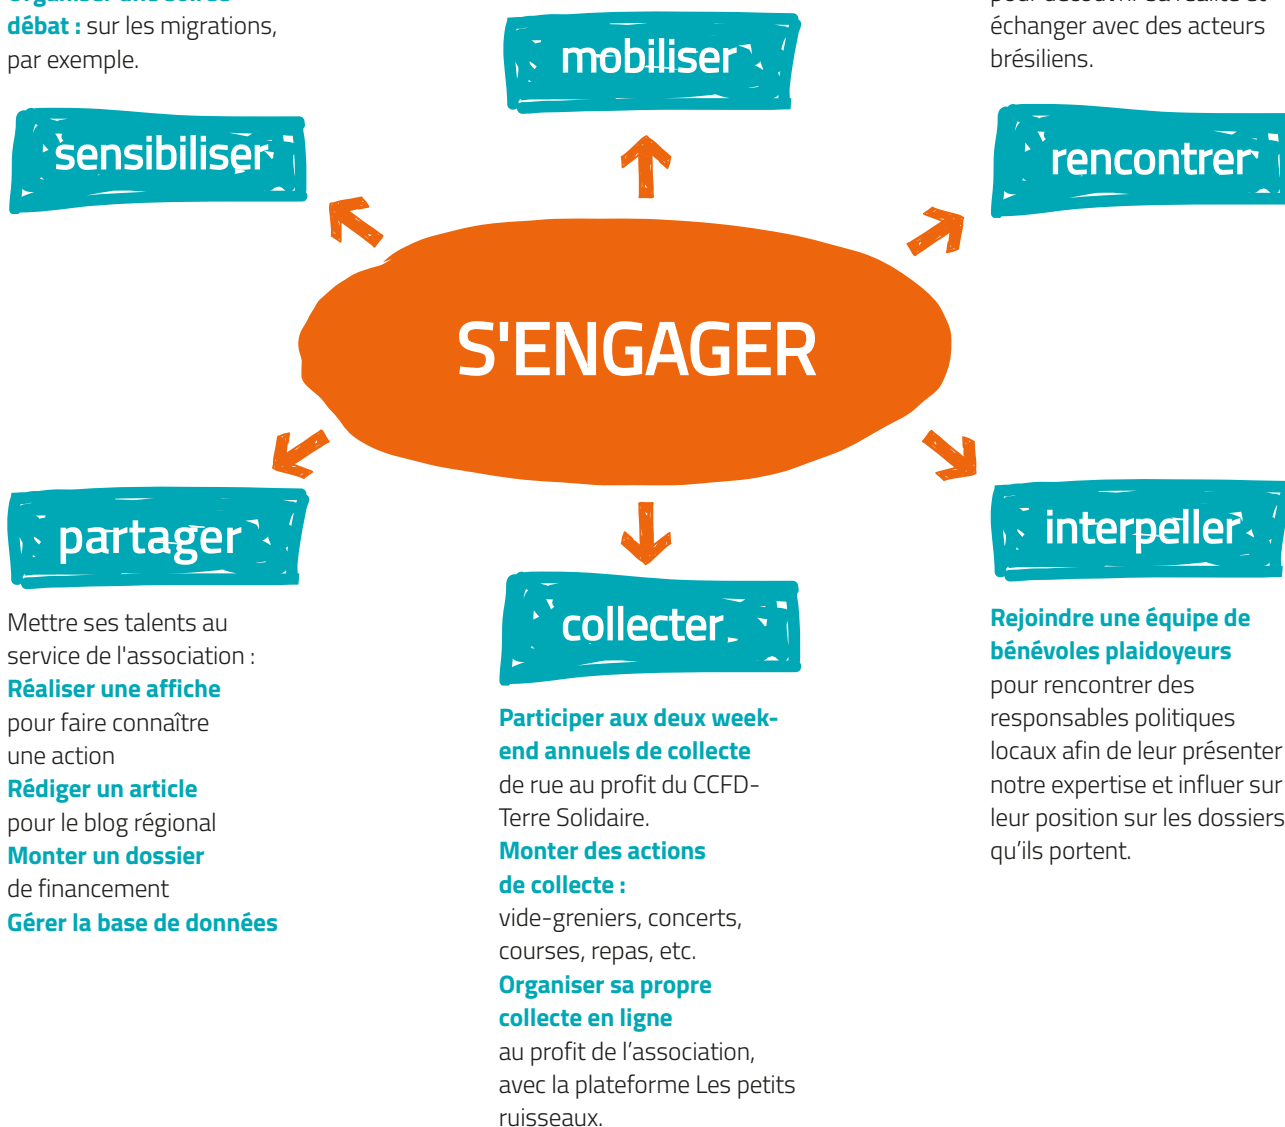 débat : sur les migrations,
par exemple.
sensibiliser
mobiliser
échanger avec des acteurs
brésiliens.
rencontrer
S'ENGAGER
partager
Mettre ses talents au
service de l'association :
Réaliser une affiche
pour faire connaître
une action
Rédiger un article
pour le blog régional
Monter un dossier
de financement
Gérer la base de données
collecter
Participer aux deux week-
end annuels de collecte
de rue au profit du CCFD-
Terre Solidaire.
Monter des actions
de collecte :
vide-greniers, concerts,
courses, repas, etc.
Organiser sa propre
collecte en ligne
au profit de l’association,
avec la plateforme Les petits
ruisseaux.
interpeller
Rejoindre une équipe de
bénévoles plaidoyeurs
pour rencontrer des
responsables politiques
locaux afin de leur présenter
notre expertise et influer sur
leur position sur les dossiers
qu’ils portent.